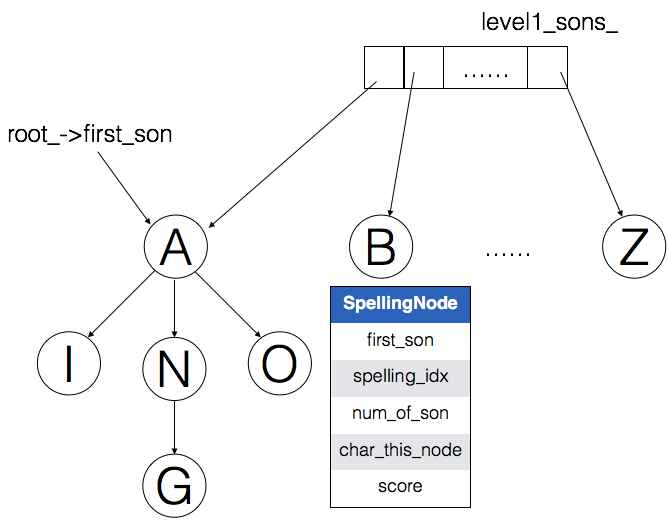 level1_sons_
......
root_->first_son
A
B
......
Z
I
N
O
G
SpellingNode
first_son
spelling_idx
num_of_son
char_this_node
score